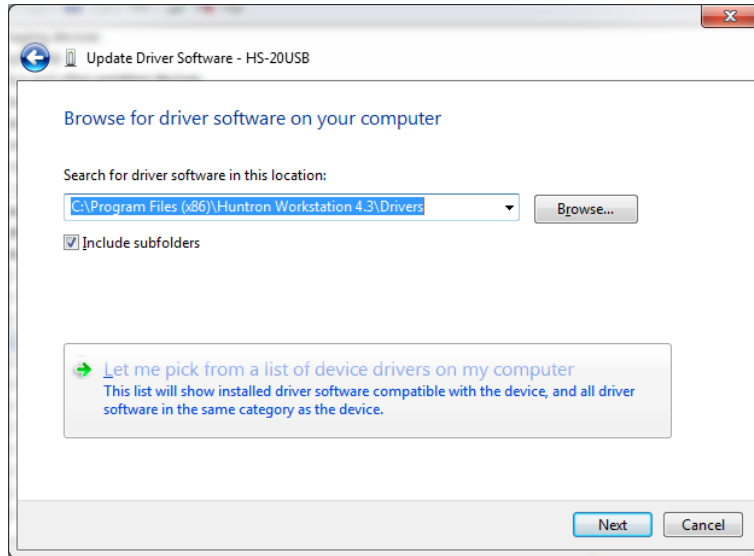 Update Driver Software - HS-20USB
Browse for driver software on your computer
Search for driver software in this location:
C:\Program Files (x86)\Huntron Workstation 4.3\Drivers
Browse...
Include subfolders
Let me pick from a list of device drivers on my computer
This list will show installed driver software compatible with the device, and all driver
software in the same category as the device.
Next
Cancel